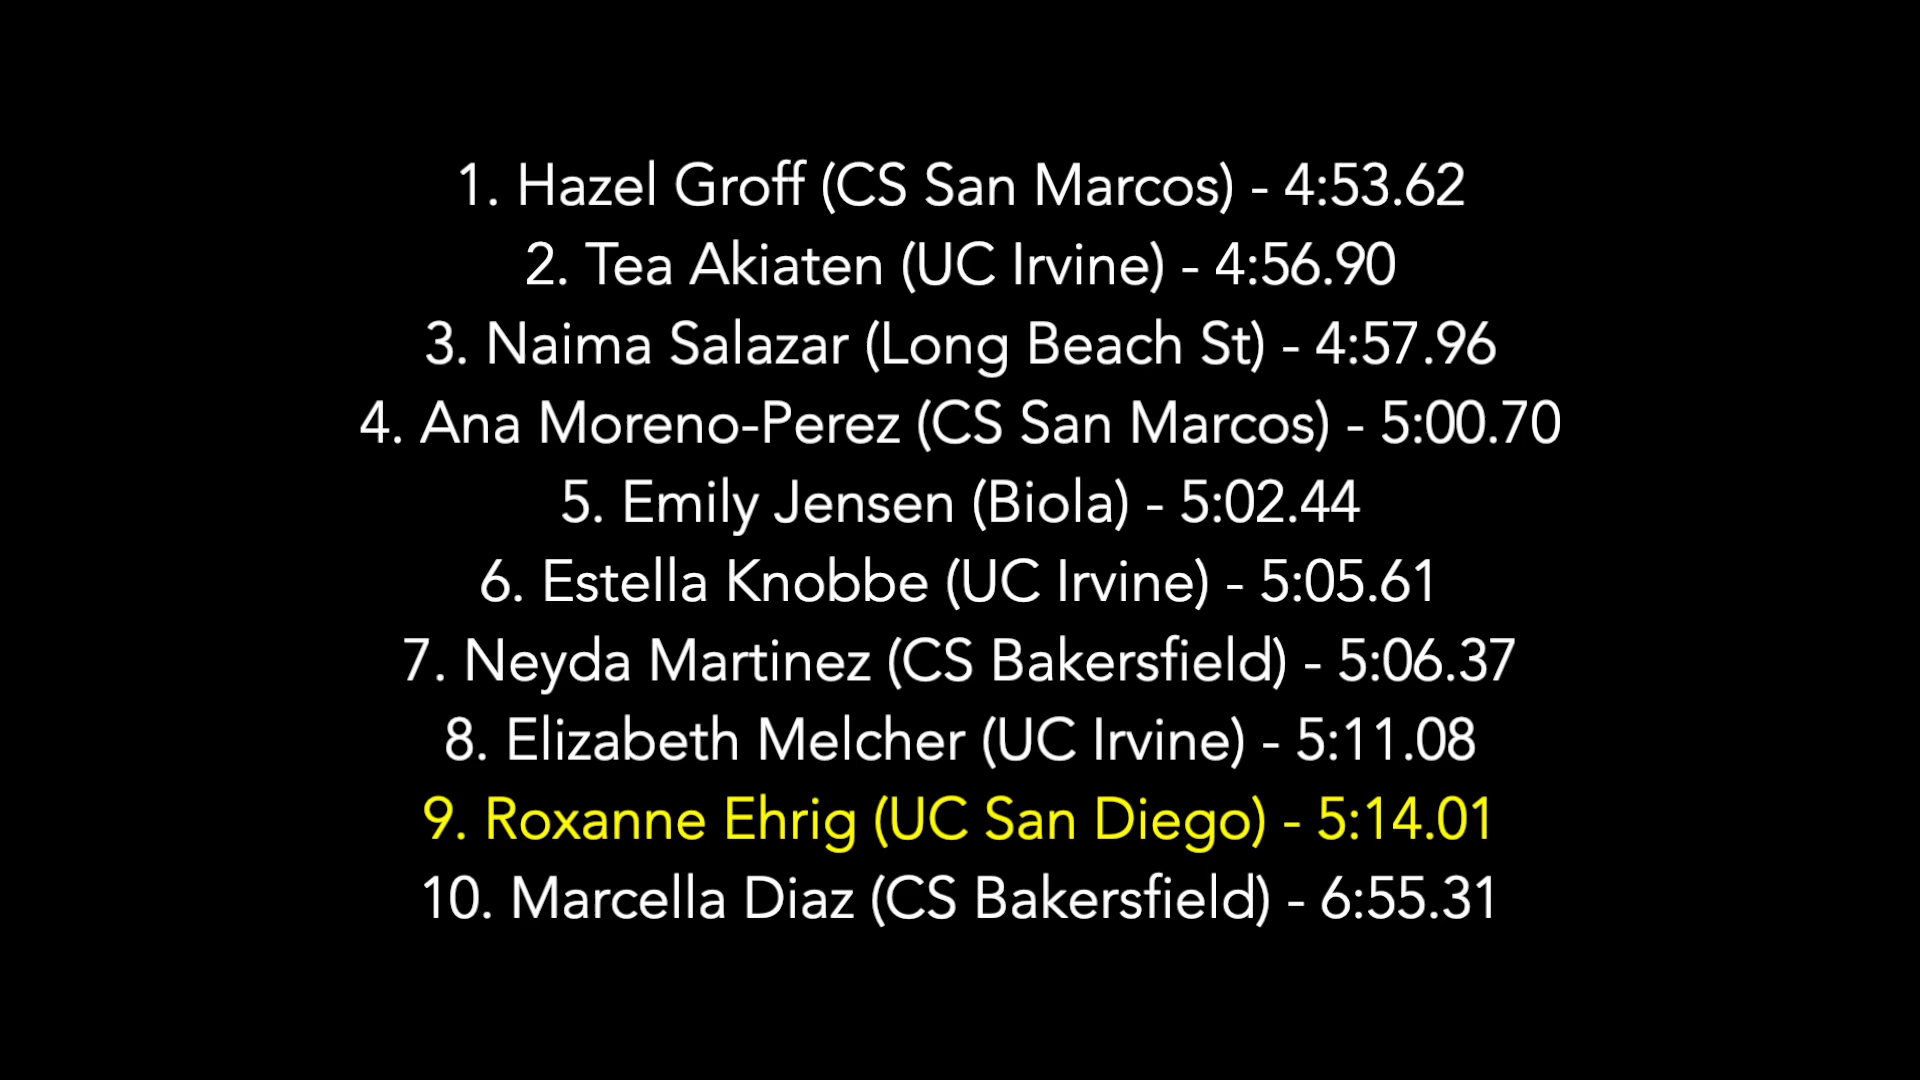 1. Hazel Groff (CS San Marcos) - 4:53.62
2. Tea Akiaten (UC Irvine) - 4:56.90
3. Naima Salazar (Long Beach St) - 4:57.96
4. Ana Moreno-Perez (CS San Marcos) - 5:00.70
5. Emily Jensen (Biola) - 5:02.44
6. Estella Knobbe (UC Irvine) - 5:05.61
7. Neyda Martinez (CS Bakersfield) - 5:06.37
8. Elizabeth Melcher (UC Irvine) - 5:11.08
9. Roxanne Ehrig (UC San Diego) - 5:14.01
10. Marcella Diaz (CS Bakersfield) - 6:55.31